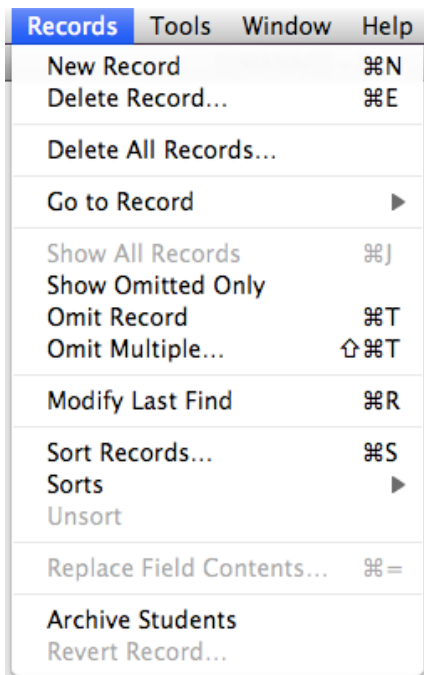 Records Tools Window Help
New Record ⌘N
Delete Record... ⌘E
Delete All Records...
Go to Record ▶
Show All Records ⌘J
Show Omitted Only
Omit Record ⌘T
Omit Multiple... ⇧⌘T
Modify Last Find ⌘R
Sort Records... ⌘S
Sorts ▶
Unsort
Replace Field Contents... ⌘=
Archive Students
Revert Record...